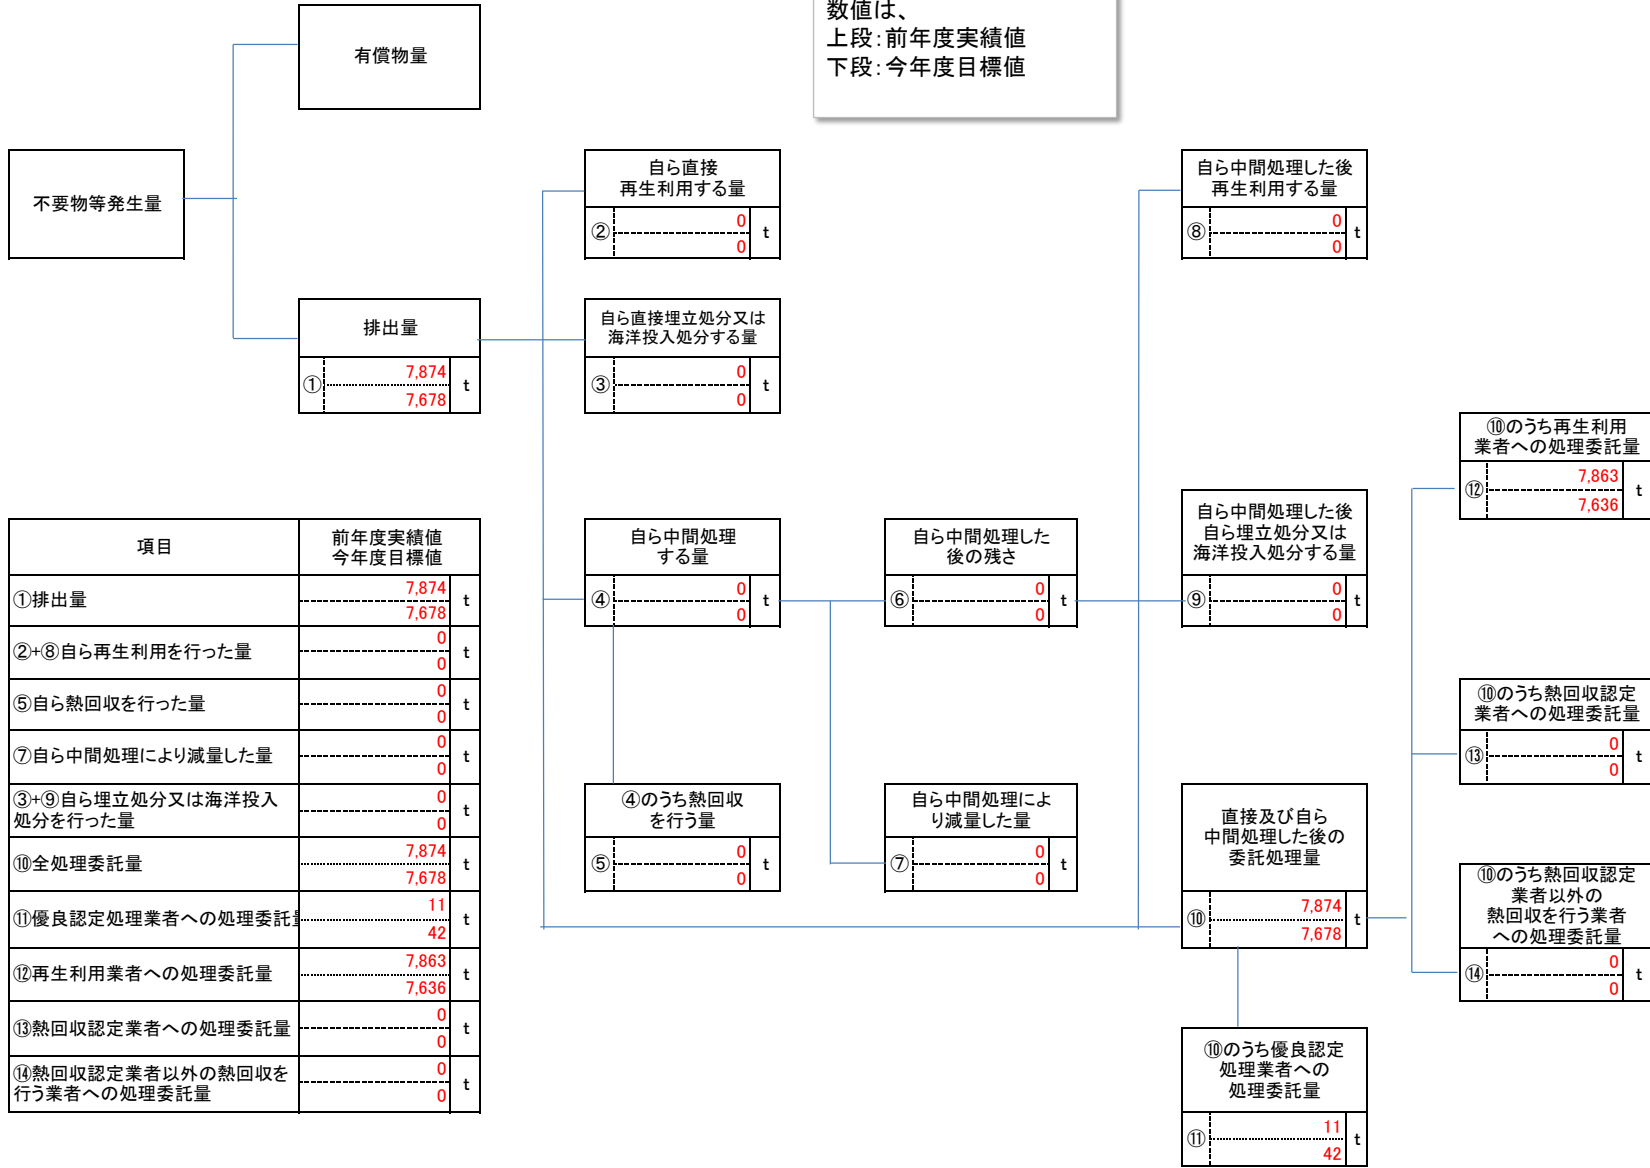 数値は、
上段：前年度実績値
下段：今年度目標値
有償物量
不要物等発生量
排出量
①
7,874
7,678
t
自ら直接
再生利用する量
②
0
0
t
自ら直接埋立処分又は
海洋投入処分する量
③
0
0
t
自ら中間処理した後
再生利用する量
⑧
0
0
t
⑩のうち再生利用
業者への処理委託量
⑫
7,863
7,636
t
自ら中間処理
する量
④
0
0
t
自ら中間処理した
後の残さ
⑥
0
0
t
自ら中間処理した後
自ら埋立処分又は
海洋投入処分する量
⑨
0
0
t
⑩のうち熱回収認定
業者への処理委託量
⑬
0
0
t
④のうち熱回収
を行う量
⑤
0
0
t
自ら中間処理によ
り減量した量
⑦
0
0
t
直接及び自ら
中間処理した後の
委託処理量
⑩
7,874
7,678
t
⑩のうち熱回収認定
業者以外の
熱回収を行う業者
への処理委託量
⑭
0
0
t
⑩のうち優良認定
処理業者への
処理委託量
⑪
11
42
t
項目
前年度実績値
今年度目標値
①排出量
7,874
7,678
t
②+⑧自ら再生利用を行った量
0
0
t
⑤自ら熱回収を行った量
0
0
t
⑦自ら中間処理により減量した量
0
0
t
③+⑨自ら埋立処分又は海洋投入
処分を行った量
0
0
t
⑩全処理委託量
7,874
7,678
t
⑪優良認定処理業者への処理委託
11
42
t
⑫再生利用業者への処理委託量
7,863
7,636
t
⑬熱回収認定業者への処理委託量
0
0
t
⑭熱回収認定業者以外の熱回収を
行う業者への処理委託量
0
0
t